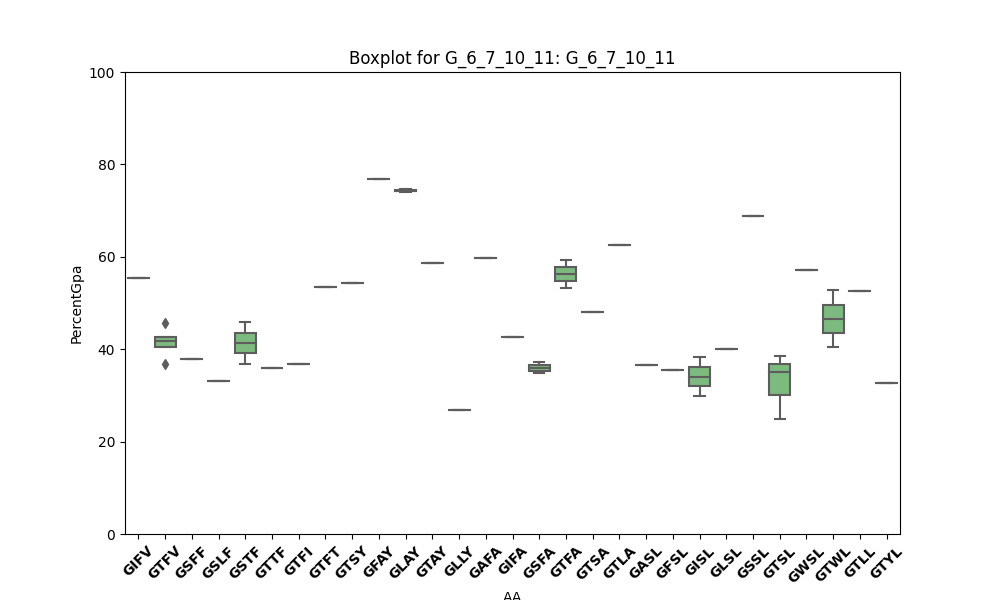 Boxplot for G_6_7_10_11: G_6_7_10_11
100
80
60
40
20
0
PercentGpa
GIFV GTFV GSFF GSLF GSTF GTTF GTFI GTFT GTSY GFAY GLAY GTAY GLLY GAFA GIFA GSFA GTFA GTSA GTLA GASL GFSL GISL GLSL GSSL GTSL GWSL GTWL GTLL GTYL
AA